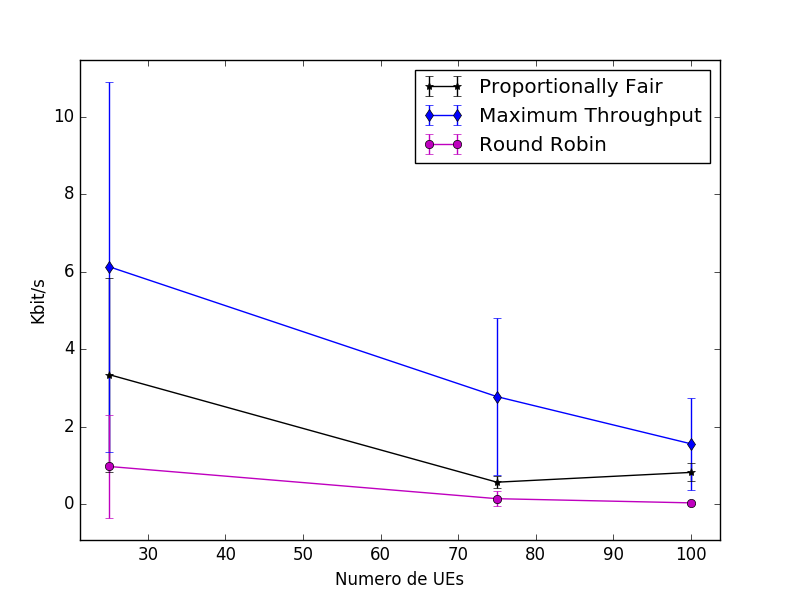 Proportionally Fair
Maximum Throughput
Round Robin
10
8
6
4
2
0
Kbit/s
30 40 50 60 70 80 90 100
Numero de UEs